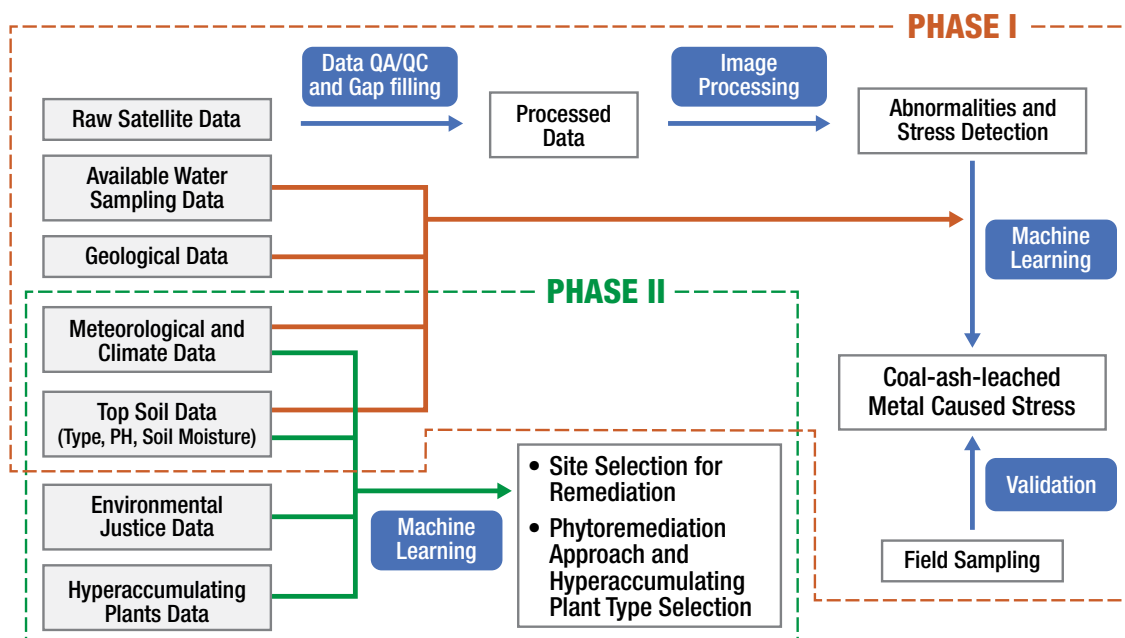 PHASE I
Data QA/QC
and Gap filling
Image
Processing
Raw Satellite Data
Processed
Data
Abnormalities and
Stress Detection
Available Water
Sampling Data
Geological Data
Machine
Learning
PHASE II
Meteorological and
Climate Data
Coal-ash-leached
Metal Caused Stress
Top Soil Data
(Type, PH, Soil Moisture)
• Site Selection for
Remediation
• Phytoremediation
Approach and
Hyperaccumulating
Plant Type Selection
Validation
Environmental
Justice Data
Machine
Learning
Field Sampling
Hyperaccumulating
Plants Data